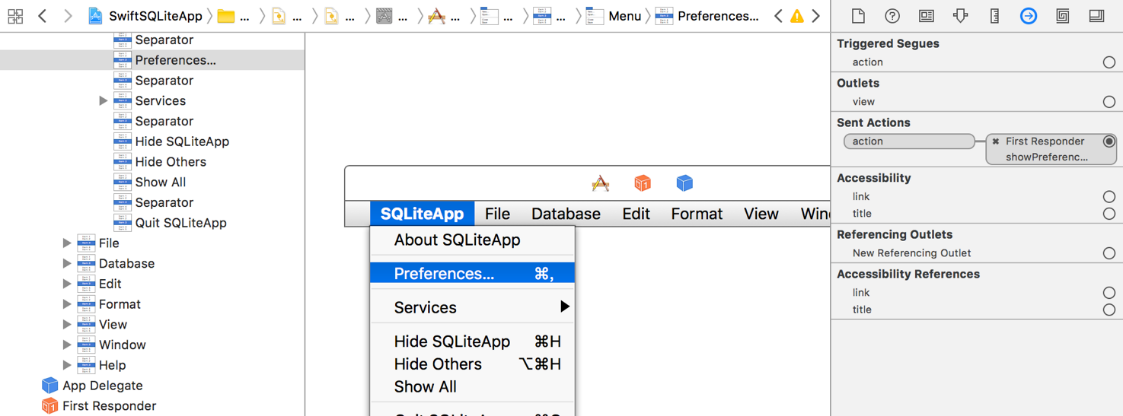 SwiftSQLiteApp ... ... ... ... ... ... ... Menu Preferences...
Separator
Preferences...
Separator
Services
Separator
Hide SQLiteApp
Hide Others
Show All
Separator
Quit SQLiteApp
File
Database
Edit
Format
View
Window
Help
App Delegate
First Responder
SQLiteApp File Database Edit Format View Win
About SQLiteApp
Preferences... ⌘,
Services
Hide SQLiteApp ⌘H
Hide Others ⌥⌘H
Show All
Triggered Segues
action
Outlets
view
Sent Actions
action First Responder
showPreferenc...
Accessibility
link
title
Referencing Outlets
New Referencing Outlet
Accessibility References
link
title